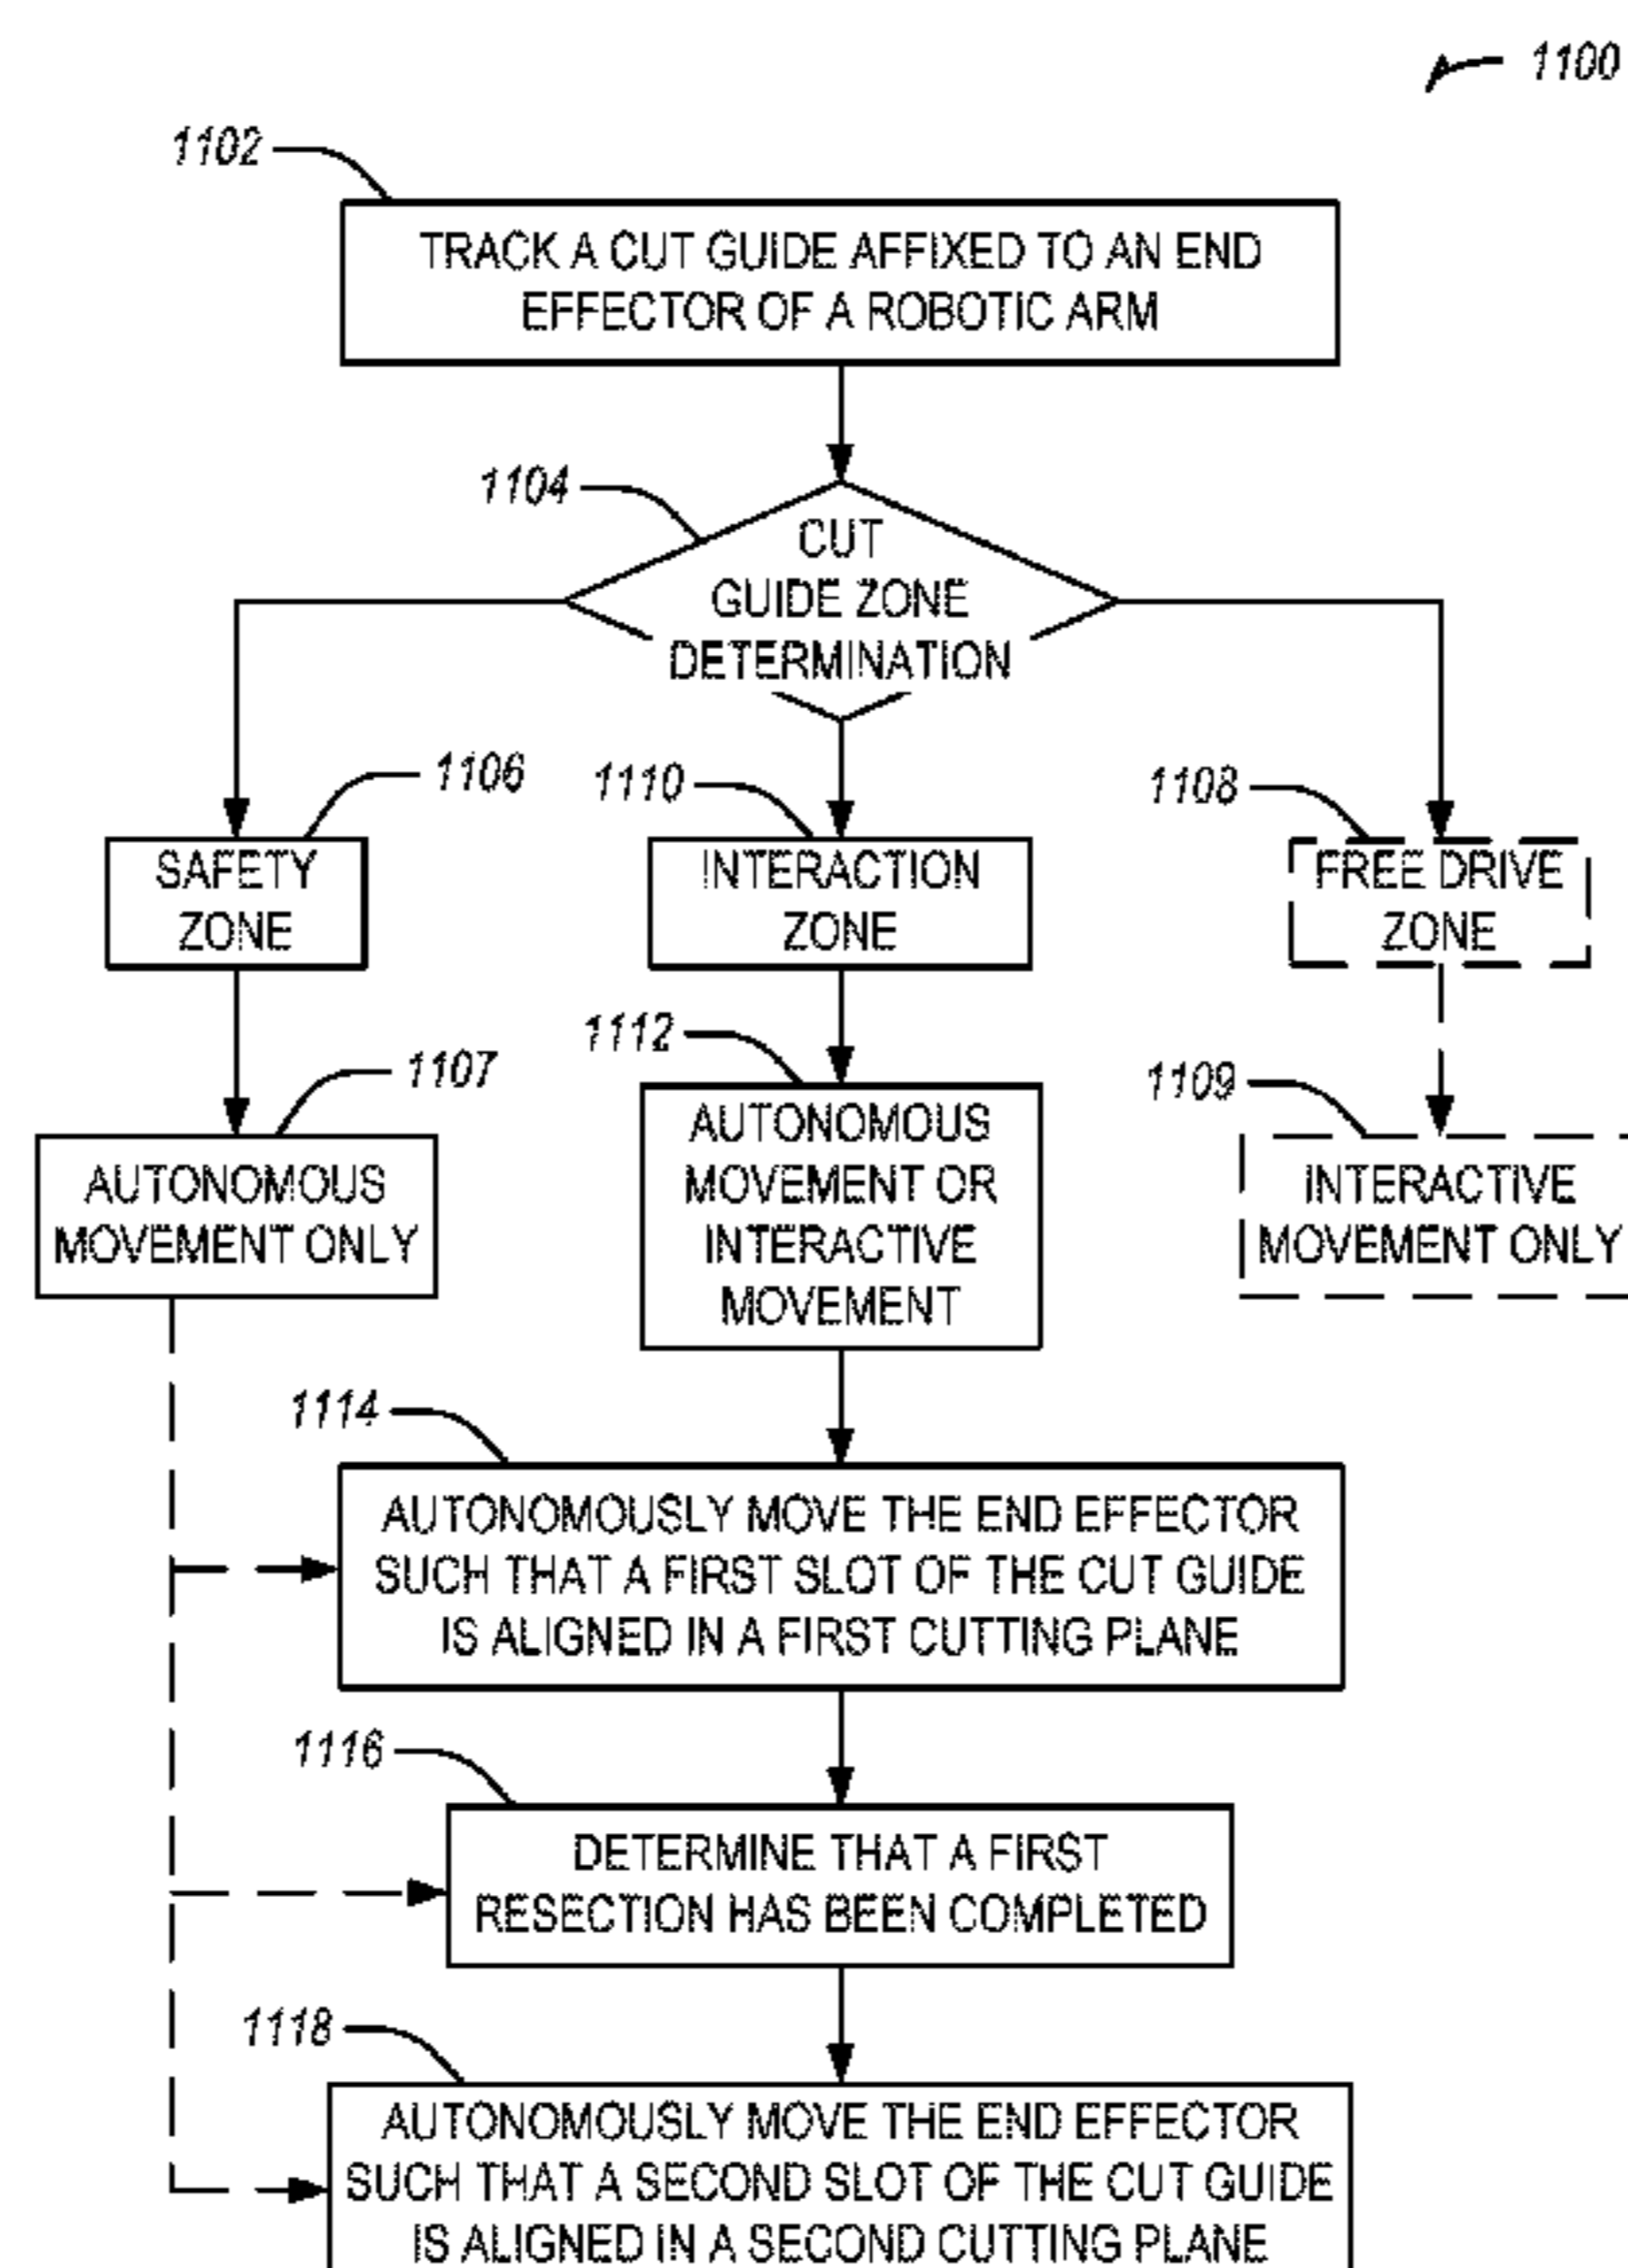 1100
1102
TRACK A CUT GUIDE AFFIXED TO AN END
EFFECTOR OF A ROBOTIC ARM
1104
CUT
GUIDE ZONE
DETERMINATION
1106
SAFETY
ZONE
1110
INTERACTION
ZONE
1108
FREE DRIVE
ZONE
1107
AUTONOMOUS
MOVEMENT ONLY
1112
AUTONOMOUS
MOVEMENT OR
INTERACTIVE
MOVEMENT
1109
INTERACTIVE
MOVEMENT ONLY
1114
AUTONOMOUSLY MOVE THE END EFFECTOR
SUCH THAT A FIRST SLOT OF THE CUT GUIDE
IS ALIGNED IN A FIRST CUTTING PLANE
1116
DETERMINE THAT A FIRST
RESECTION HAS BEEN COMPLETED
1118
AUTONOMOUSLY MOVE THE END EFFECTOR
SUCH THAT A SECOND SLOT OF THE CUT GUIDE
IS ALIGNED IN A SECOND CUTTING PLANE